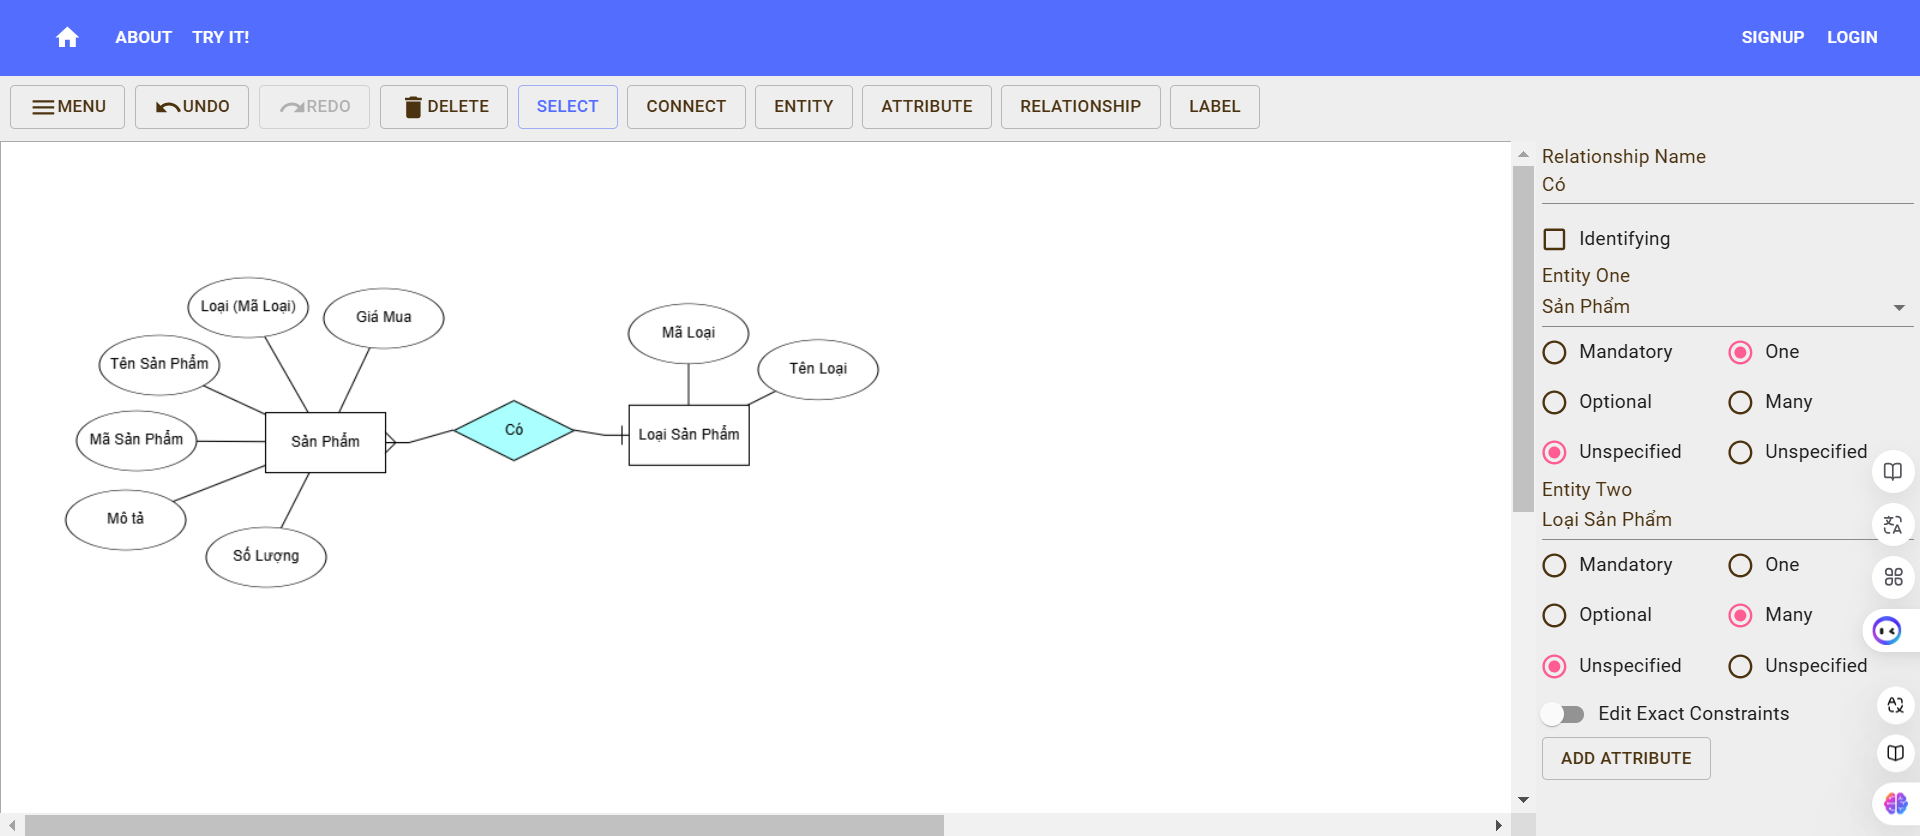 ABOUT TRY IT! SIGNUP LOGIN
MENU UNDO REDO DELETE SELECT CONNECT ENTITY ATTRIBUTE RELATIONSHIP LABEL
Loại (Mã Loại)
Giá Mua
Tên Sản Phẩm
Mã Sản Phẩm
Sản Phẩm
Mô tả
Số Lượng
Có
Mã Loại
Tên Loại
Loại Sản Phẩm
Relationship Name
Có
Identifying
Entity One
Sản Phẩm
Mandatory One
Optional Many
Unspecified Unspecified
Entity Two
Loại Sản Phẩm
Mandatory One
Optional Many
Unspecified Unspecified
Edit Exact Constraints
ADD ATTRIBUTE